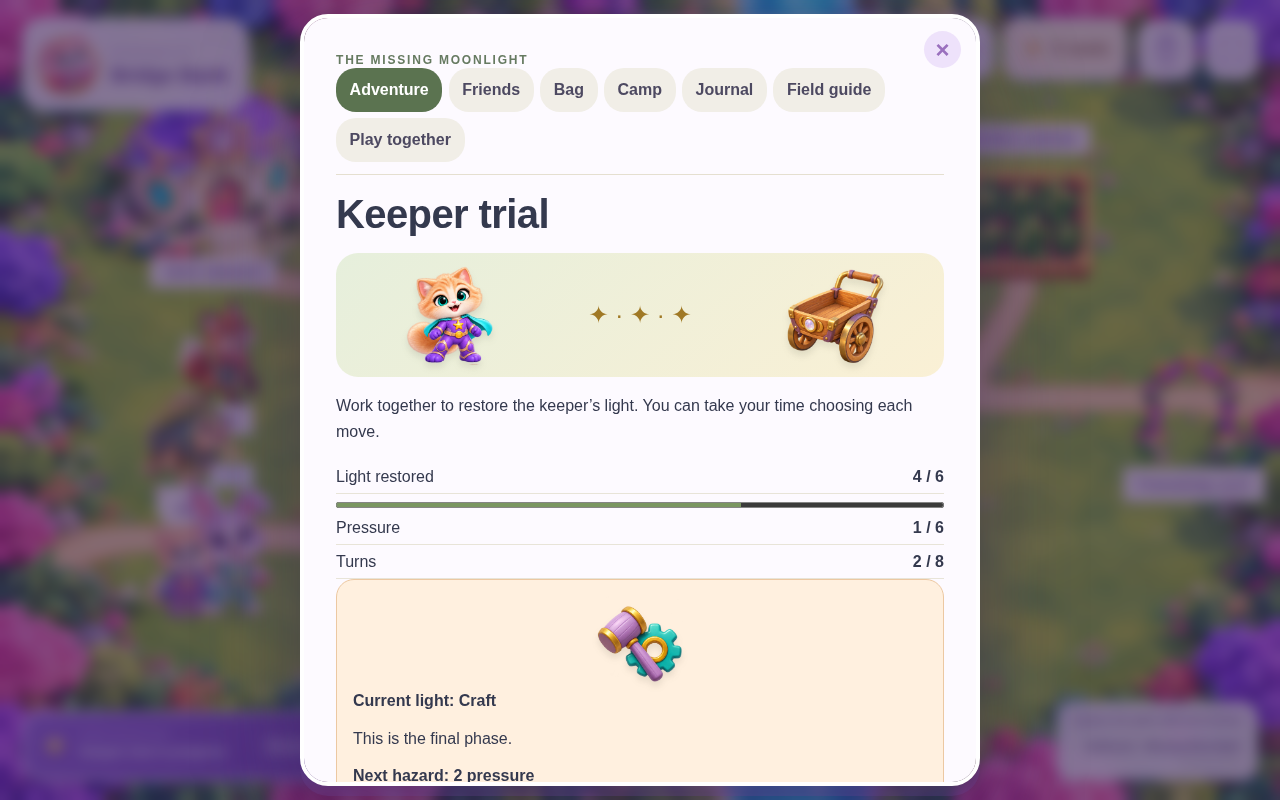 THE MISSING MOONLIGHT
×
Adventure
Friends
Bag
Camp
Journal
Field guide
Play together
Keeper trial
Work together to restore the keeper’s light. You can take your time choosing each
move.
Light restored 4 / 6
Pressure 1 / 6
Turns 2 / 8
Current light: Craft
This is the final phase.
Next hazard: 2 pressure